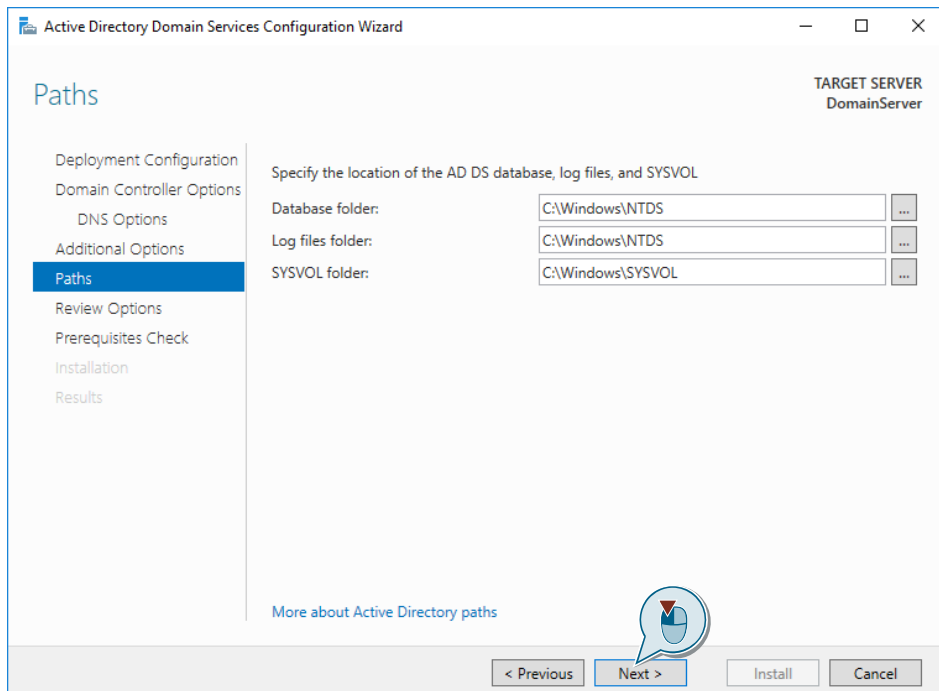 Active Directory Domain Services Configuration Wizard
Paths
TARGET SERVER
DomainServer
Deployment Configuration
Domain Controller Options
DNS Options
Additional Options
Paths
Review Options
Prerequisites Check
Installation
Results
Specify the location of the AD DS database, log files, and SYSVOL
Database folder: C:\Windows\NTDS ...
Log files folder: C:\Windows\NTDS ...
SYSVOL folder: C:\Windows\SYSVOL ...
More about Active Directory paths
< Previous Next > Install Cancel